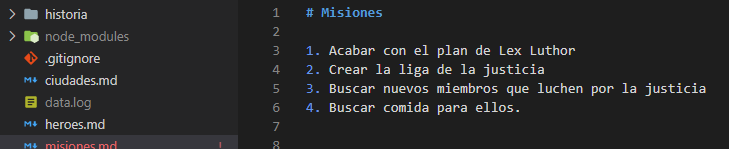 historia
node_modules
.gitignore
ciudades.md
data.log
heroes.md
misiones.md !
1 # Misiones
2
3 1. Acabar con el plan de Lex Luthor
4 2. Crear la liga de la justicia
5 3. Buscar nuevos miembros que luchen por la justicia
6 4. Buscar comida para ellos.
7
8